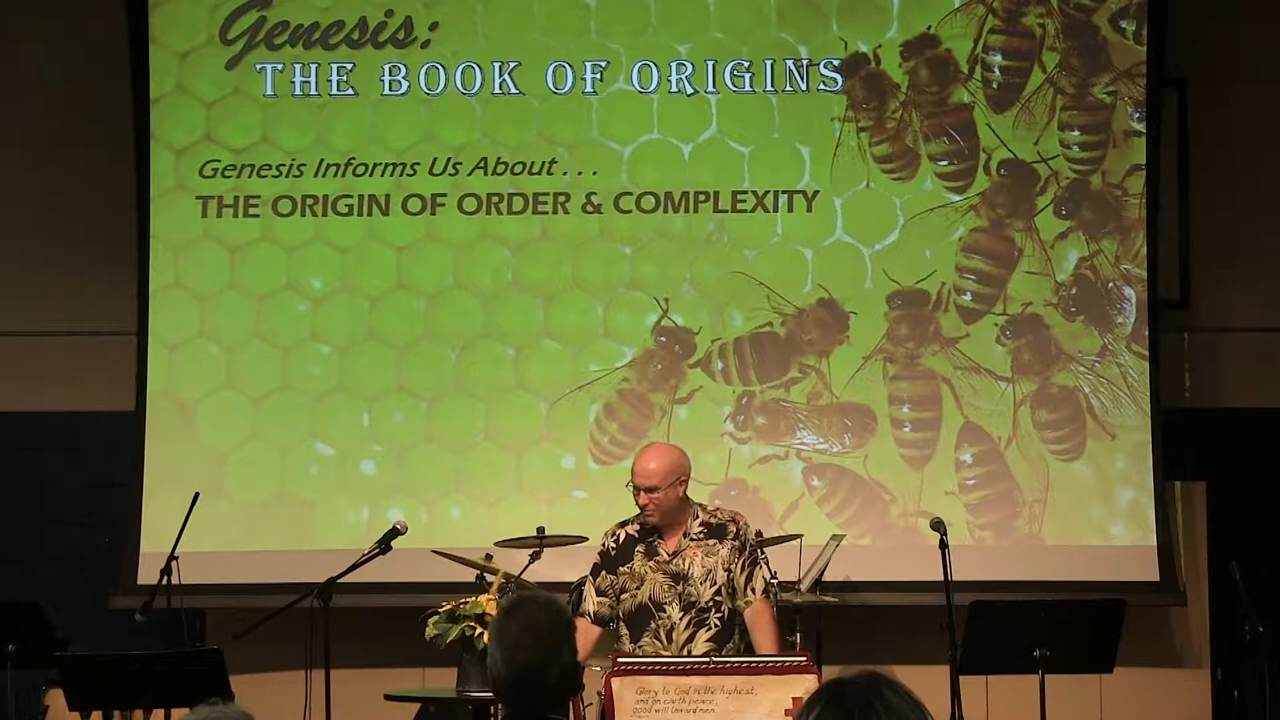 Genesis:
THE BOOK OF ORIGINS
Genesis Informs Us About . . .
THE ORIGIN OF ORDER & COMPLEXITY
Glory to God in the highest,
and on earth peace,
good will toward men.